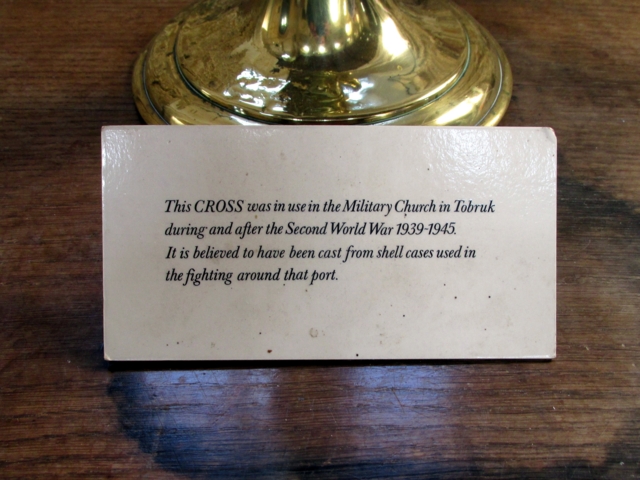 This CROSS was in use in the Military Church in Tobruk
during and after the Second World War 1939-1945.
It is believed to have been cast from shell cases used in
the fighting around that port.